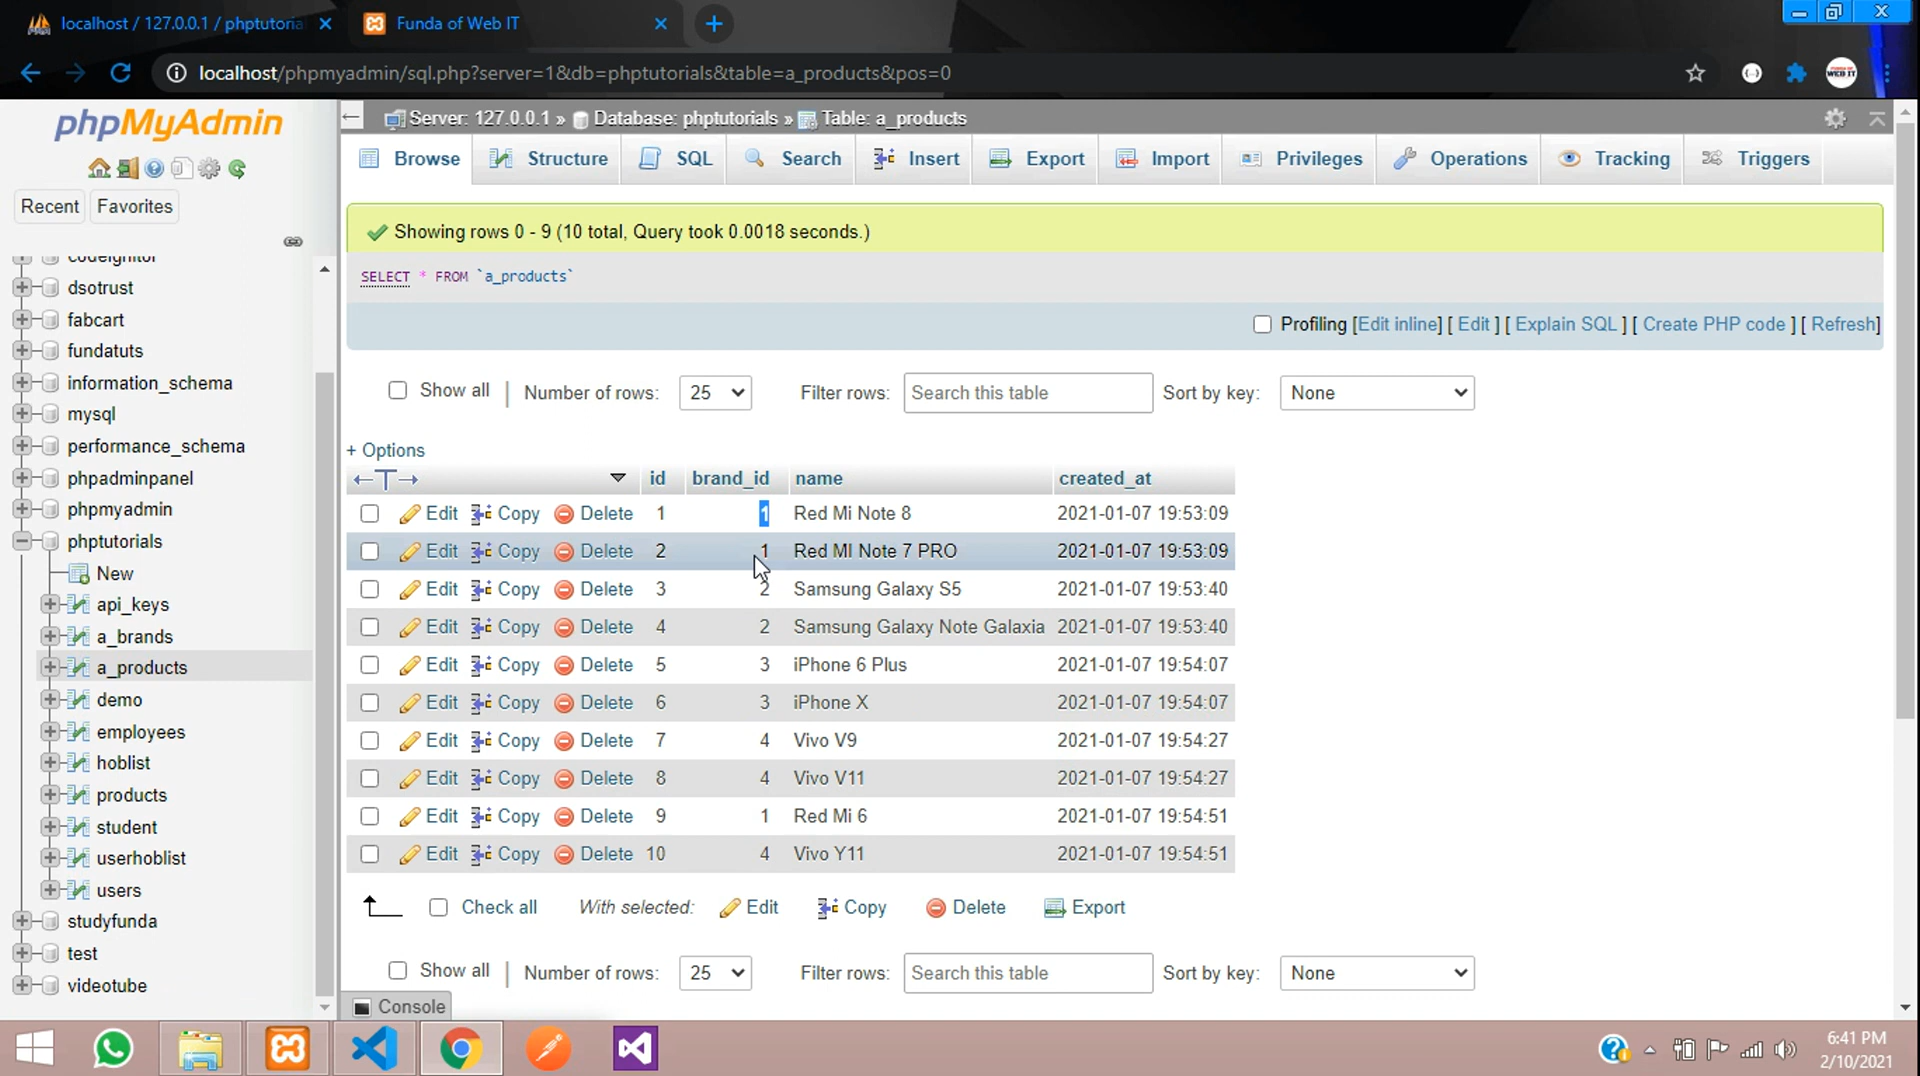 localhost / 127.0.0.1 / phptutoria
Funda of Web IT
localhost/phpmyadmin/sql.php?server=1&db=phptutorials&table=a_products&pos=0
WEB IT
phpMyAdmin
Server: 127.0.0.1 » Database: phptutorials » Table: a_products
Browse Structure SQL Search Insert Export Import Privileges Operations Tracking Triggers
Recent Favorites
codeignitor
dsotrust
fabcart
fundatuts
information_schema
mysql
performance_schema
phpadminpanel
phpmyadmin
phptutorials
New
api_keys
a_brands
a_products
demo
employees
hoblist
products
student
userhoblist
users
studyfunda
test
videotube
Showing rows 0 - 9 (10 total, Query took 0.0018 seconds.)
SELECT * FROM `a_products`
Profiling [Edit inline] [ Edit ] [ Explain SQL ] [ Create PHP code ] [ Refresh]
Show all | Number of rows: 25 Filter rows: Search this table Sort by key: None
+ Options
←T→ id brand_id name created_at
Edit Copy Delete 1 1 Red Mi Note 8 2021-01-07 19:53:09
Edit Copy Delete 2 1 Red MI Note 7 PRO 2021-01-07 19:53:09
Edit Copy Delete 3 2 Samsung Galaxy S5 2021-01-07 19:53:40
Edit Copy Delete 4 2 Samsung Galaxy Note Galaxia 2021-01-07 19:53:40
Edit Copy Delete 5 3 iPhone 6 Plus 2021-01-07 19:54:07
Edit Copy Delete 6 3 iPhone X 2021-01-07 19:54:07
Edit Copy Delete 7 4 Vivo V9 2021-01-07 19:54:27
Edit Copy Delete 8 4 Vivo V11 2021-01-07 19:54:27
Edit Copy Delete 9 1 Red Mi 6 2021-01-07 19:54:51
Edit Copy Delete 10 4 Vivo Y11 2021-01-07 19:54:51
Check all With selected: Edit Copy Delete Export
Show all | Number of rows: 25 Filter rows: Search this table Sort by key: None
Console
6:41 PM
2/10/2021